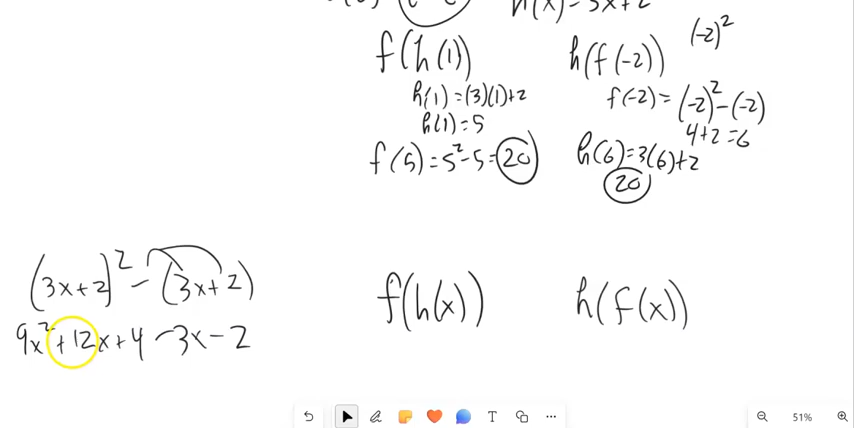 h(x)=3x+2
f(h(1))
h(1)=(3)(1)+2
h(1)=5
f(5)=5²-5=20
h(f(-2))
(-2)²
f(-2)=(-2)²-(-2)
4+2=6
h(6)=3(6)+2
20
(3x+2)²-(3x+2)
9x²+12x+4-3x-2
f(h(x))
h(f(x))
T
51%